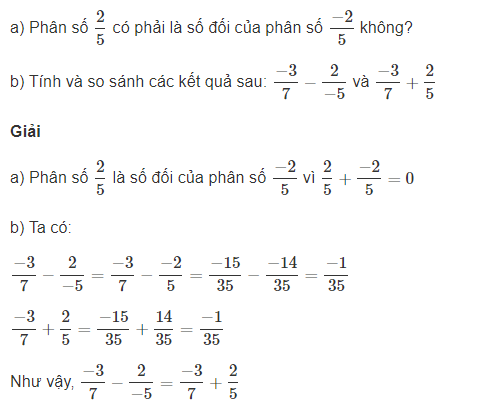 a) Phân số $\frac{2}{5}$ có phải là số đối của phân số $\frac{-2}{5}$ không?
b) Tính và so sánh các kết quả sau: $\frac{-3}{7} - \frac{2}{-5}$ và $\frac{-3}{7} + \frac{2}{5}$
Giải
a) Phân số $\frac{2}{5}$ là số đối của phân số $\frac{-2}{5}$ vì $\frac{2}{5} + \frac{-2}{5} = 0$
b) Ta có:
$\frac{-3}{7} - \frac{2}{-5} = \frac{-3}{7} - \frac{-2}{5} = \frac{-15}{35} - \frac{-14}{35} = \frac{-1}{35}$
$\frac{-3}{7} + \frac{2}{5} = \frac{-15}{35} + \frac{14}{35} = \frac{-1}{35}$
Như vậy, $\frac{-3}{7} - \frac{2}{-5} = \frac{-3}{7} + \frac{2}{5}$